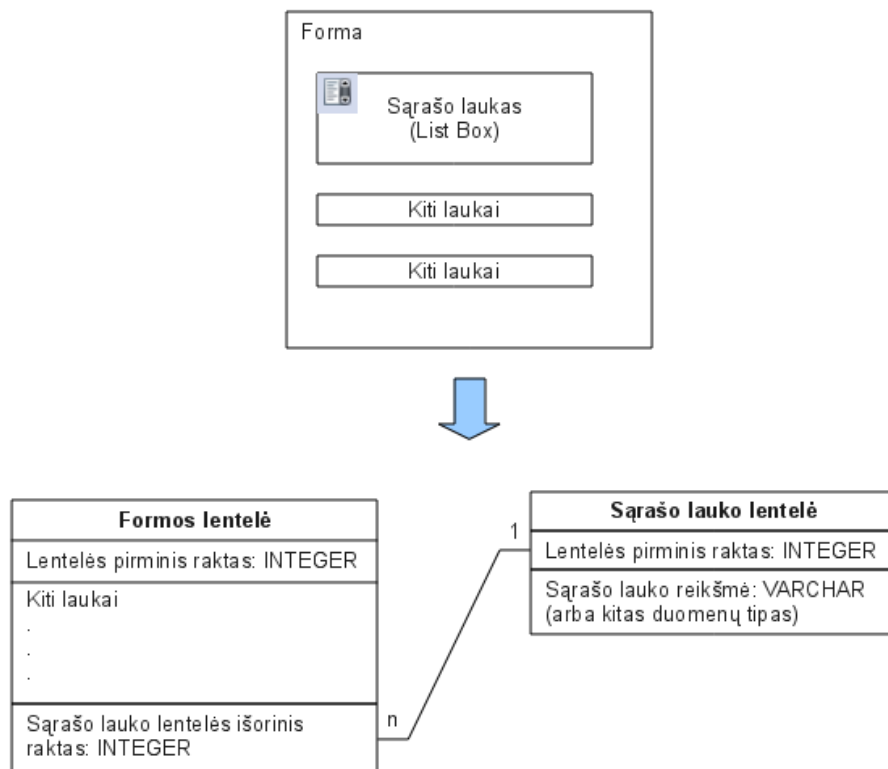 Forma
Sąrašo laukas
(List Box)
Kiti laukai
Kiti laukai
Formos lentelė
Lentelės pirminis raktas: INTEGER
Kiti laukai
.
.
.
Sąrašo lauko lentelės išorinis
raktas: INTEGER
n
1
Sąrašo lauko lentelė
Lentelės pirminis raktas: INTEGER
Sąrašo lauko reikšmė: VARCHAR
(arba kitas duomenų tipas)